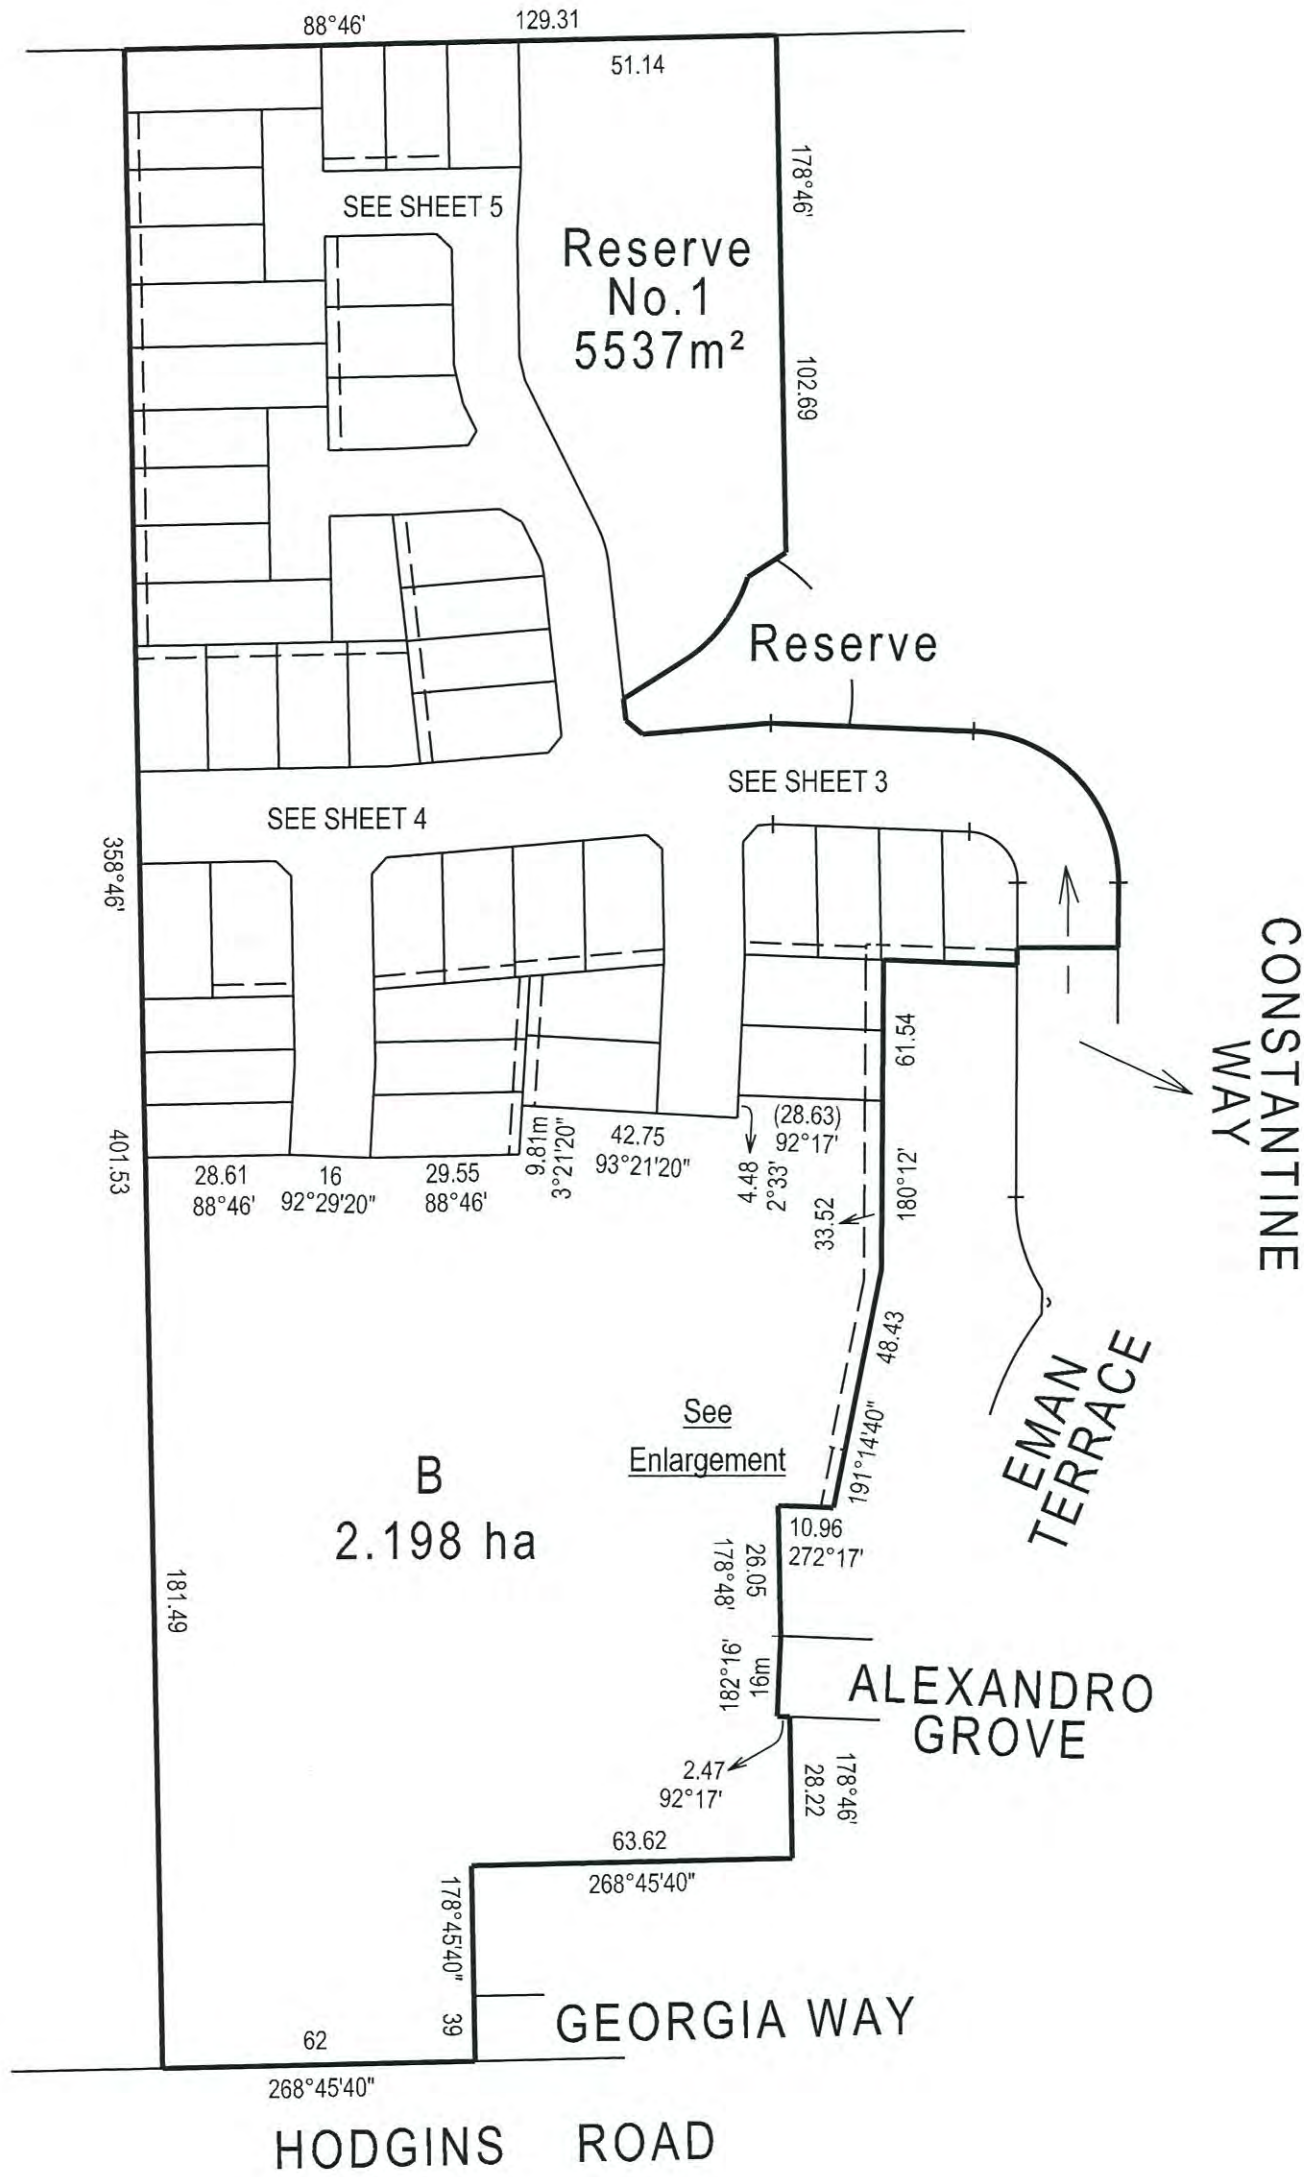 88°46'
129.31
51.14
178°46'
102.69
SEE SHEET 5
Reserve
No.1
5537m²
Reserve
SEE SHEET 3
SEE SHEET 4
358°46'
401.53
CONSTANTINE
WAY
61.54
180°12'
(28.63)
92°17'
4.48
2°33'
33.52
9.81m
3°21'20"
42.75
93°21'20"
28.61
88°46'
16
92°29'20"
29.55
88°46'
48.43
191°14'40"
EMAN
TERRACE
See
Enlargement
B
2.198 ha
181.49
10.96
272°17'
26.05
178°48'
16m
182°16'
ALEXANDRO
GROVE
2.47
92°17'
178°46'
28.22
63.62
268°45'40"
178°45'40"
39
GEORGIA WAY
62
268°45'40"
HODGINS ROAD